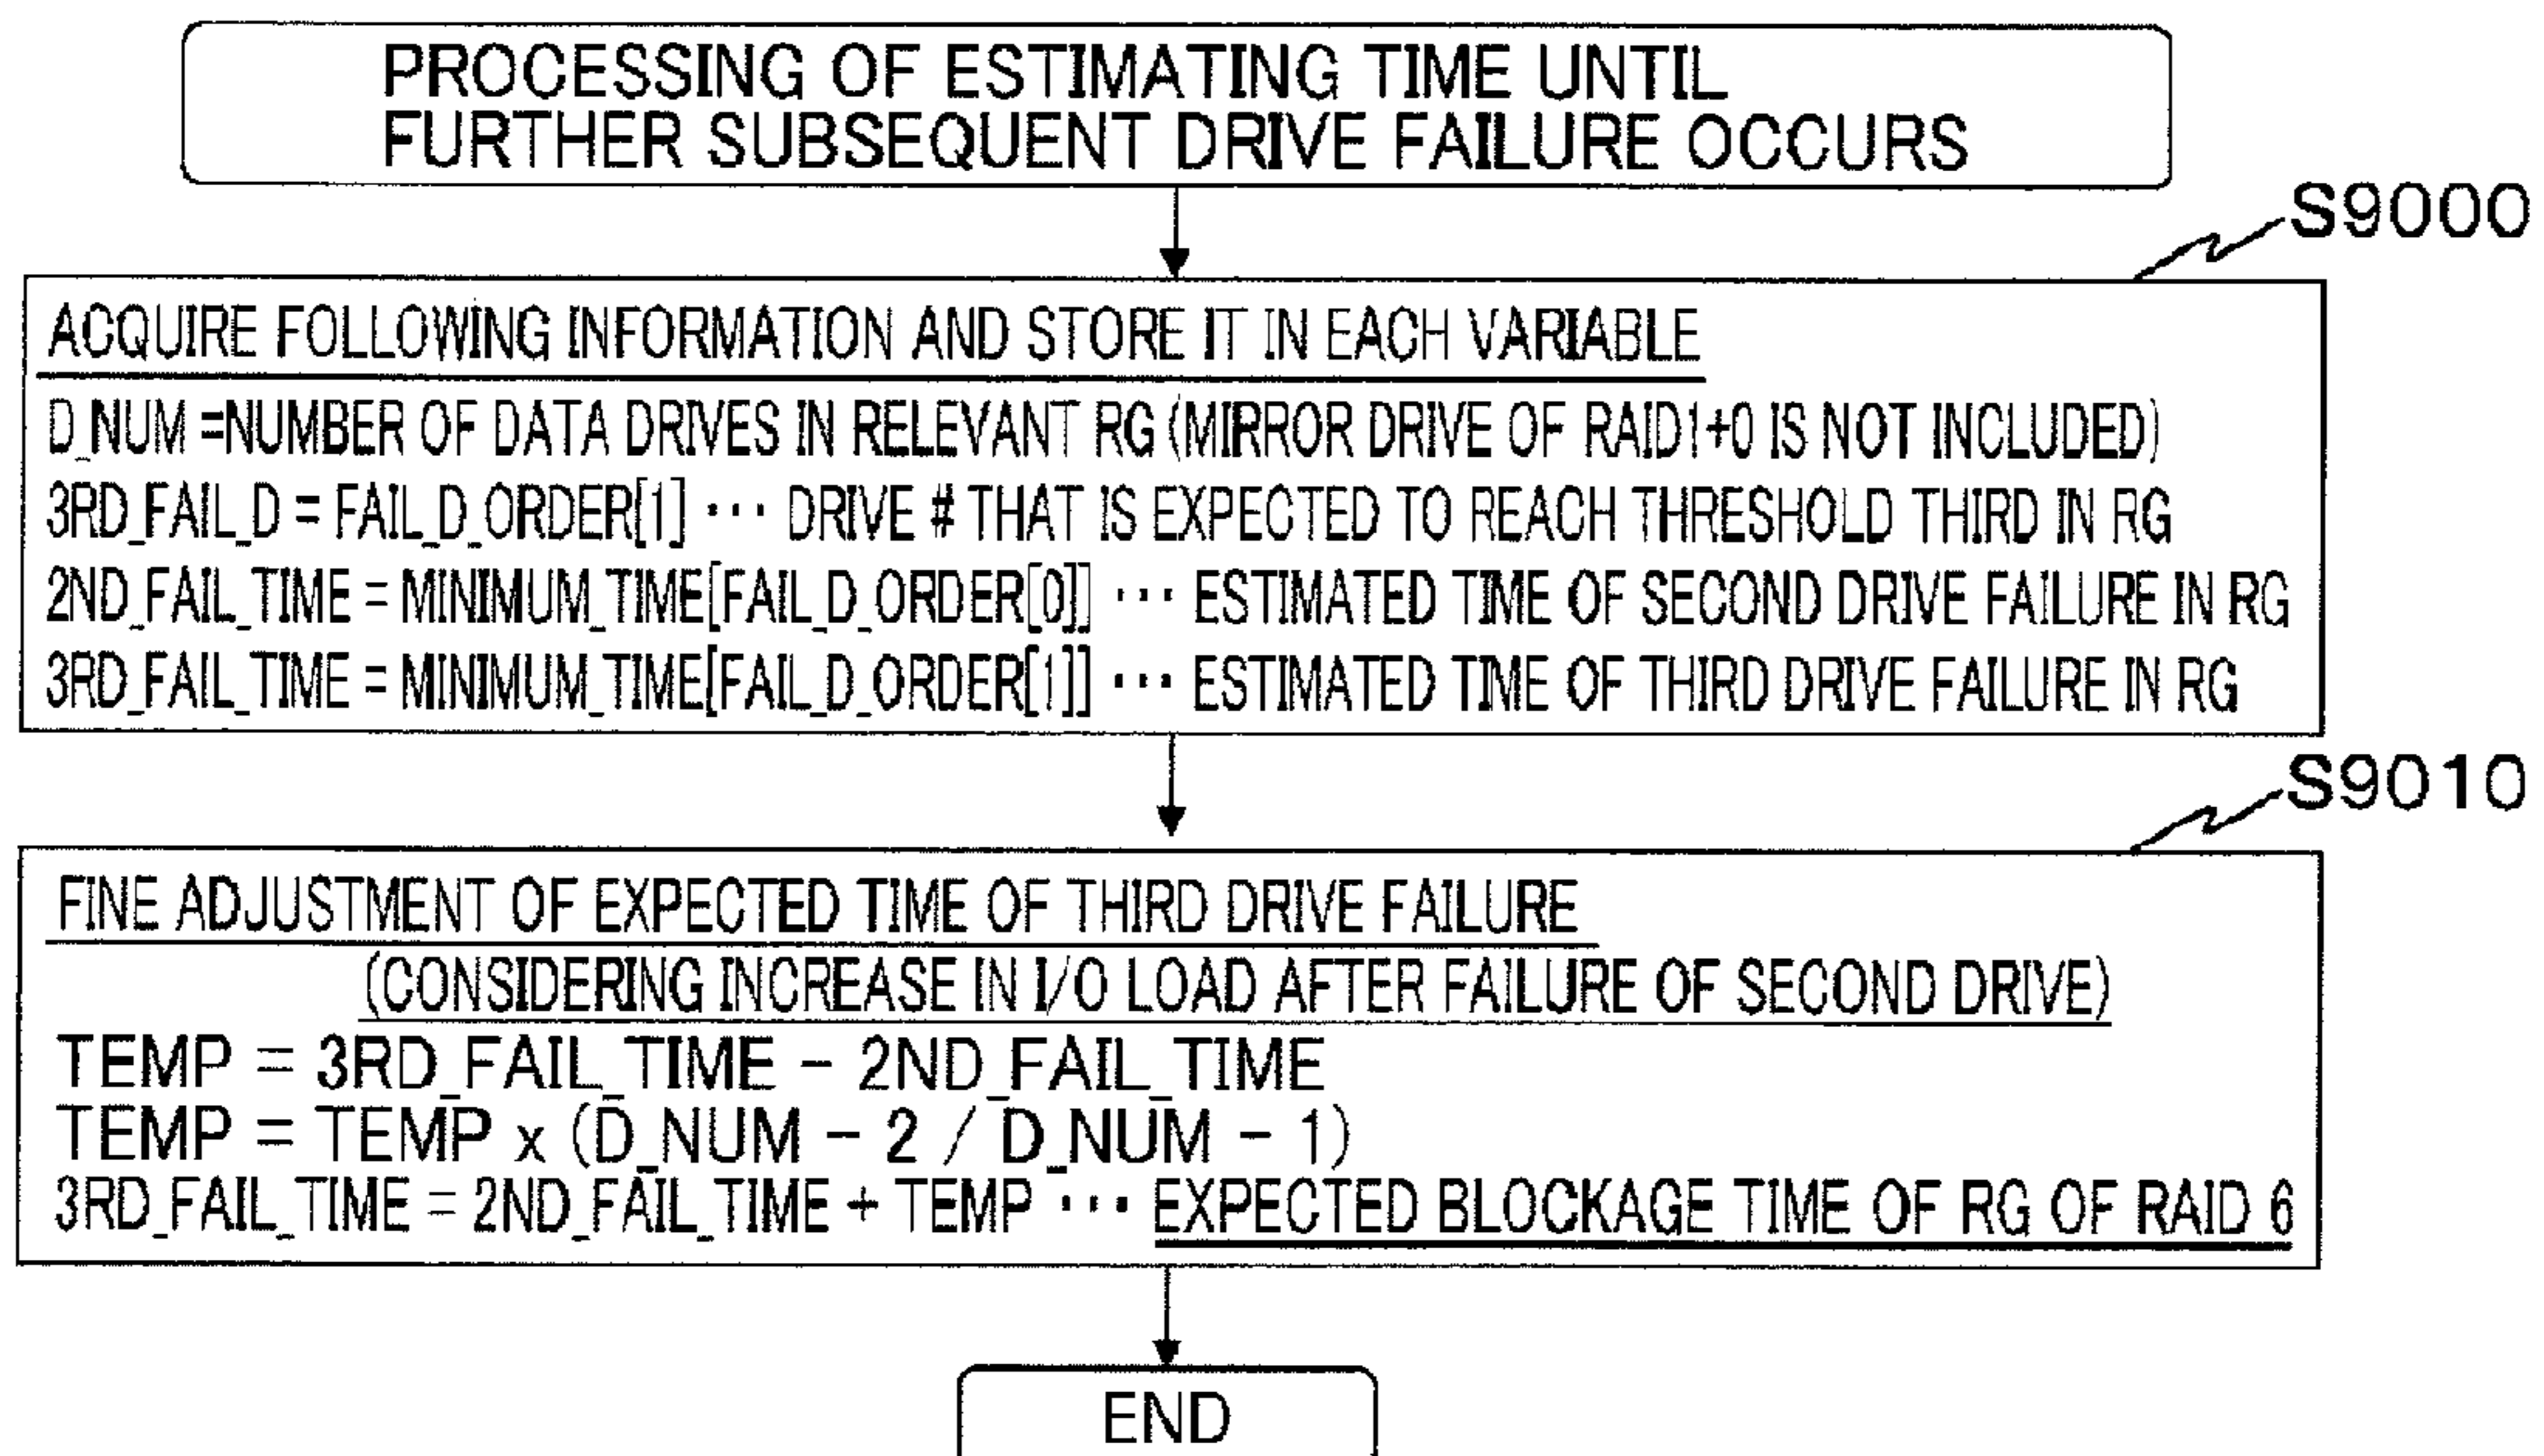 PROCESSING OF ESTIMATING TIME UNTIL
FURTHER SUBSEQUENT DRIVE FAILURE OCCURS
S9000
ACQUIRE FOLLOWING INFORMATION AND STORE IT IN EACH VARIABLE
D_NUM =NUMBER OF DATA DRIVES IN RELEVANT RG (MIRROR DRIVE OF RAID1+0 IS NOT INCLUDED)
3RD_FAIL_D = FAIL_D_ORDER[1] ··· DRIVE # THAT IS EXPECTED TO REACH THRESHOLD THIRD IN RG
2ND_FAIL_TIME = MINIMUM_TIME[FAIL_D_ORDER[0]] ··· ESTIMATED TIME OF SECOND DRIVE FAILURE IN RG
3RD_FAIL_TIME = MINIMUM_TIME[FAIL_D_ORDER[1]] ··· ESTIMATED TIME OF THIRD DRIVE FAILURE IN RG
S9010
FINE ADJUSTMENT OF EXPECTED TIME OF THIRD DRIVE FAILURE
(CONSIDERING INCREASE IN I/O LOAD AFTER FAILURE OF SECOND DRIVE)
TEMP = 3RD_FAIL_TIME - 2ND_FAIL_TIME
TEMP = TEMP x (D_NUM - 2 / D_NUM - 1)
3RD_FAIL_TIME = 2ND_FAIL_TIME + TEMP ··· EXPECTED BLOCKAGE TIME OF RG OF RAID 6
END